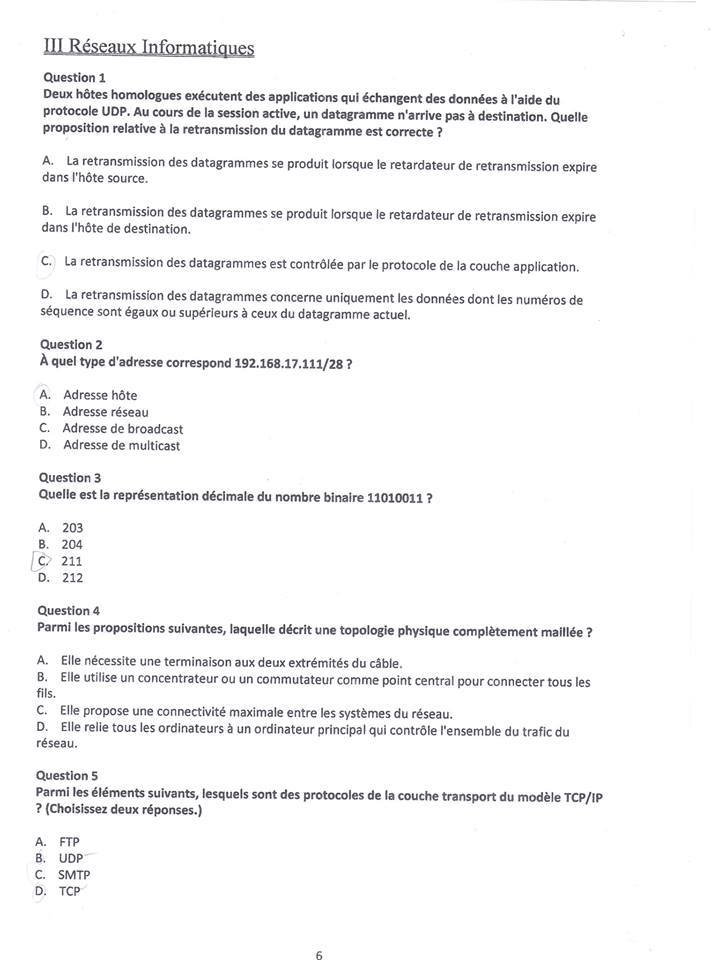 III Réseaux Informatiques
Question 1
Deux hôtes homologues exécutent des applications qui échangent des données à l'aide du
protocole UDP. Au cours de la session active, un datagramme n'arrive pas à destination. Quelle
proposition relative à la retransmission du datagramme est correcte ?
A. La retransmission des datagrammes se produit lorsque le retardateur de retransmission expire
dans l'hôte source.
B. La retransmission des datagrammes se produit lorsque le retardateur de retransmission expire
dans l'hôte de destination.
C. La retransmission des datagrammes est contrôlée par le protocole de la couche application.
D. La retransmission des datagrammes concerne uniquement les données dont les numéros de
séquence sont égaux ou supérieurs à ceux du datagramme actuel.
Question 2
À quel type d'adresse correspond 192.168.17.111/28 ?
A. Adresse hôte
B. Adresse réseau
C. Adresse de broadcast
D. Adresse de multicast
Question 3
Quelle est la représentation décimale du nombre binaire 11010011 ?
A. 203
B. 204
C. 211
D. 212
Question 4
Parmi les propositions suivantes, laquelle décrit une topologie physique complètement maillée ?
A. Elle nécessite une terminaison aux deux extrémités du câble.
B. Elle utilise un concentrateur ou un commutateur comme point central pour connecter tous les
fils.
C. Elle propose une connectivité maximale entre les systèmes du réseau.
D. Elle relie tous les ordinateurs à un ordinateur principal qui contrôle l'ensemble du trafic du
réseau.
Question 5
Parmi les éléments suivants, lesquels sont des protocoles de la couche transport du modèle TCP/IP
? (Choisissez deux réponses.)
A. FTP
B. UDP
C. SMTP
D. TCP
6